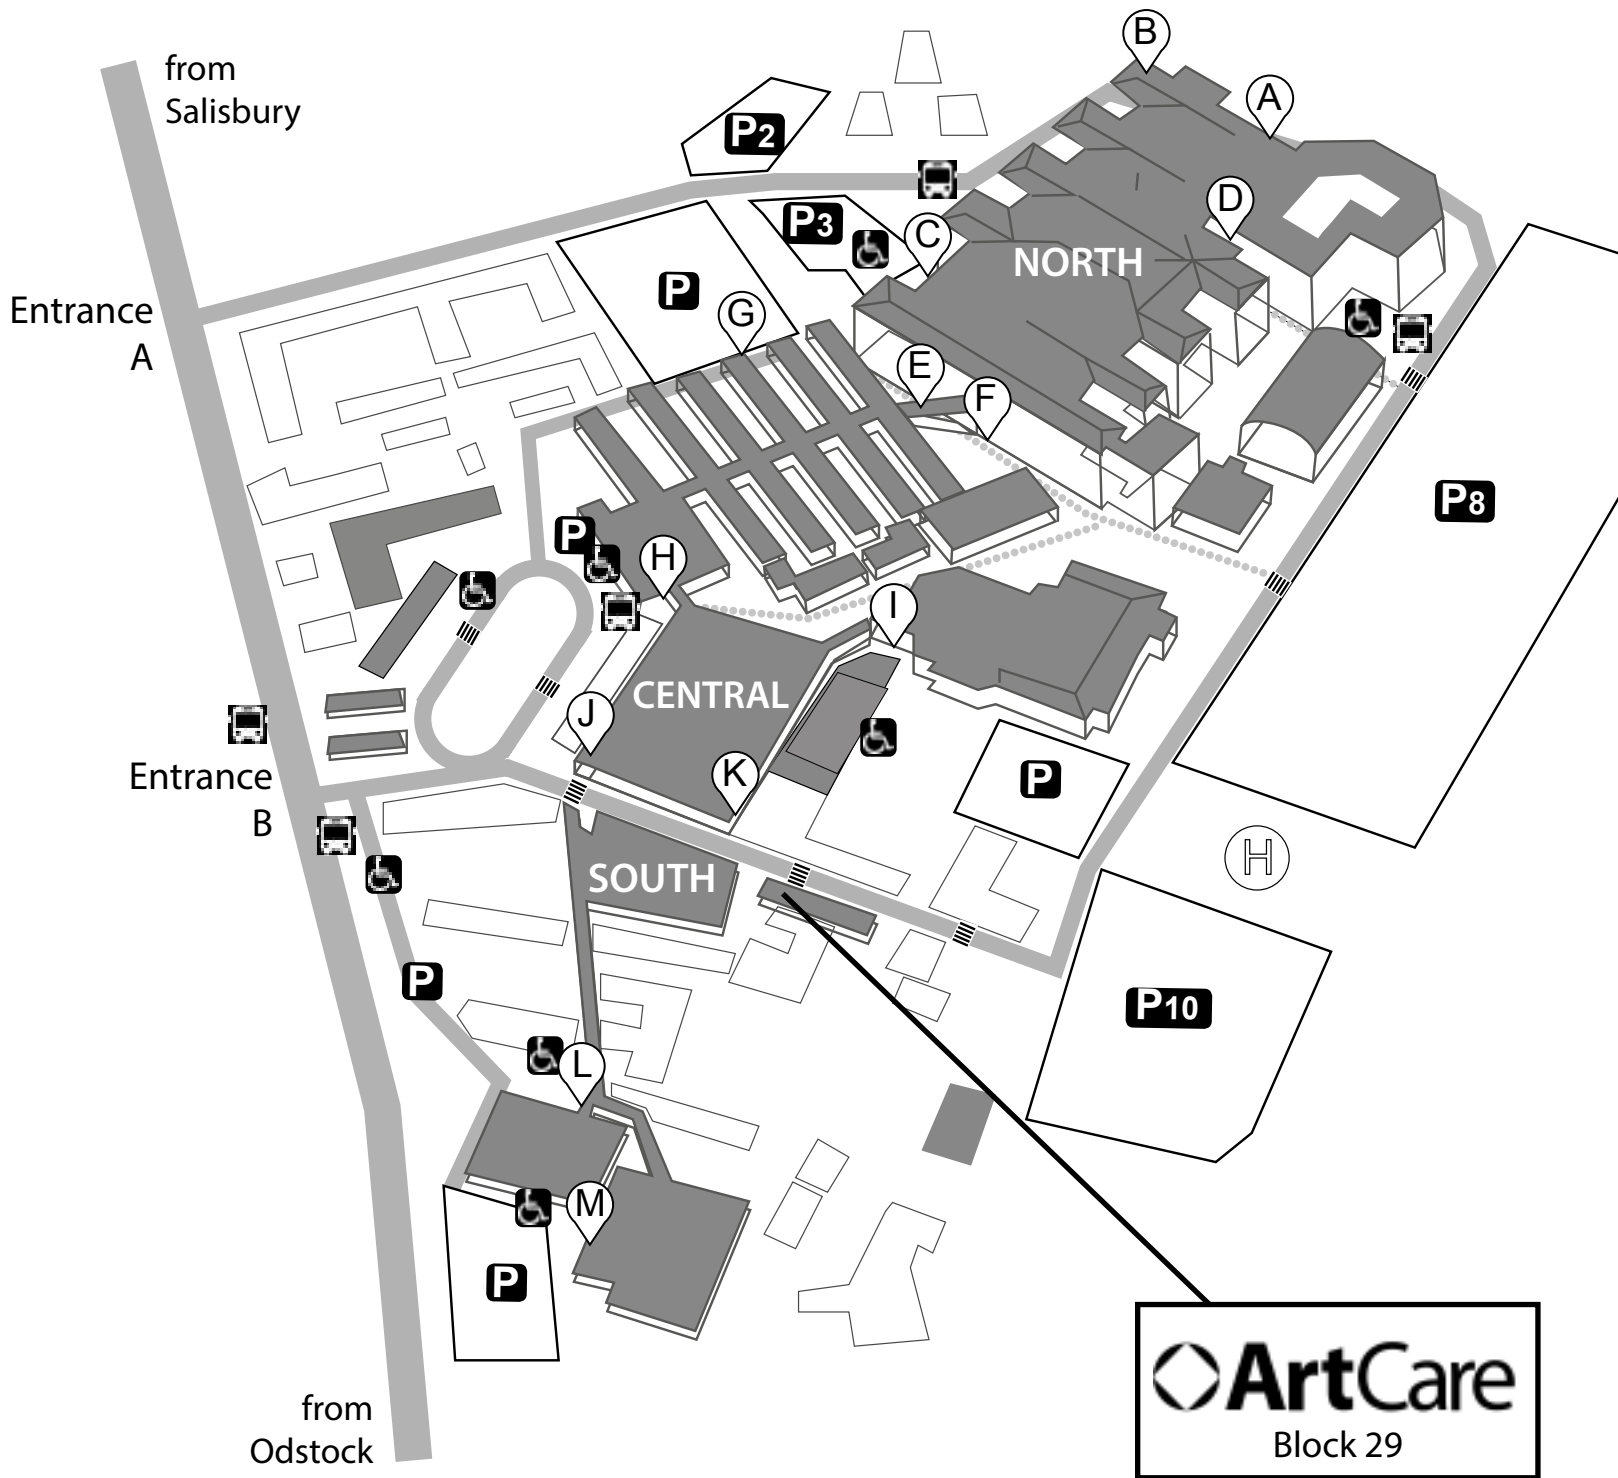 B
from
Salisbury
A
P2
D
P3
C
NORTH
P
Entrance
A
G
E
F
P8
P
H
I
CENTRAL
J
Entrance
B
K
P
H
SOUTH
P
P10
L
M
P
from
Odstock
ArtCare
Block 29